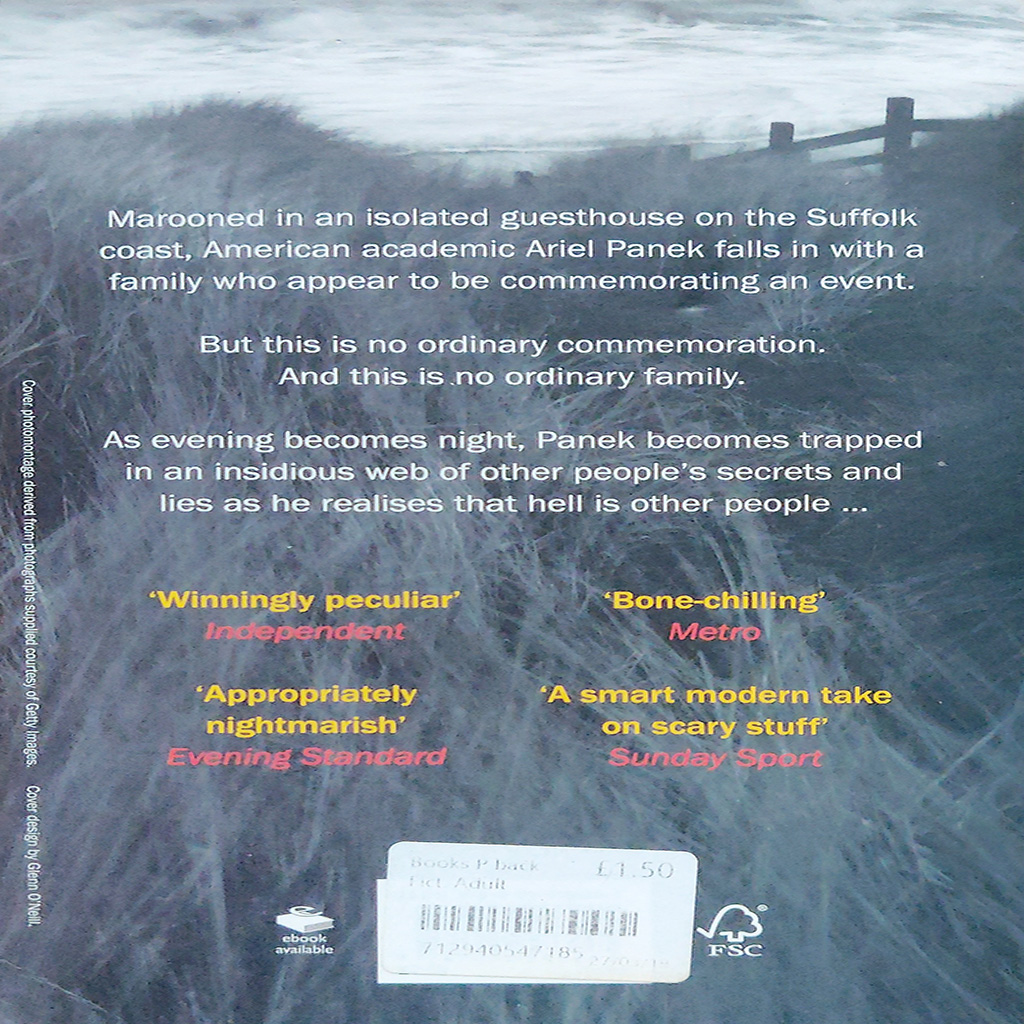 Marooned in an isolated guesthouse on the Suffolk
coast, American academic Ariel Panek falls in with a
family who appear to be commemorating an event.
But this is no ordinary commemoration.
And this is no ordinary family.
As evening becomes night, Panek becomes trapped
in an insidious web of other people's secrets and
lies as he realises that hell is other people ...
‘Winningly peculiar’
Independent
‘Bone-chilling’
Metro
‘Appropriately
nightmarish’
Evening Standard
‘A smart modern take
on scary stuff’
Sunday Sport
Cover photomontage derived from photographs supplied courtesy of Getty Images. Cover design by Glenn O'Neill.
ebook
available
Books P back £1.50
Fict Adult
712940547185
FSC®